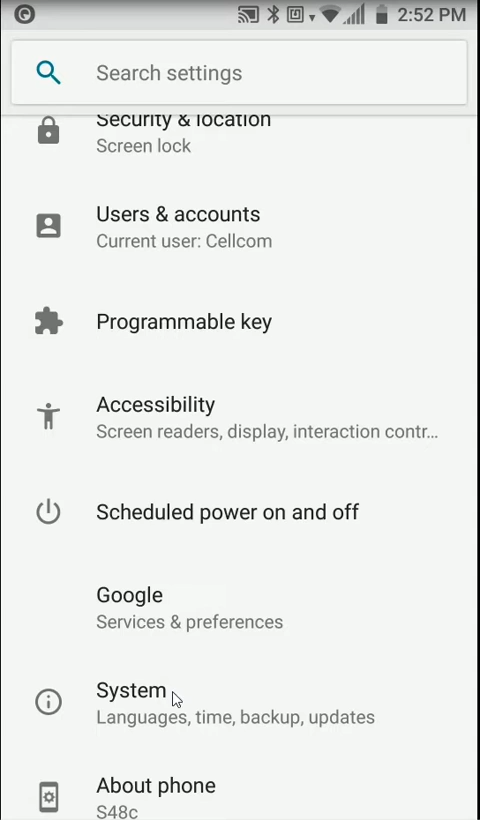 2:52 PM
Search settings
Security & location
Screen lock
Users & accounts
Current user: Cellcom
Programmable key
Accessibility
Screen readers, display, interaction contr...
Scheduled power on and off
Google
Services & preferences
System
Languages, time, backup, updates
About phone
S48c